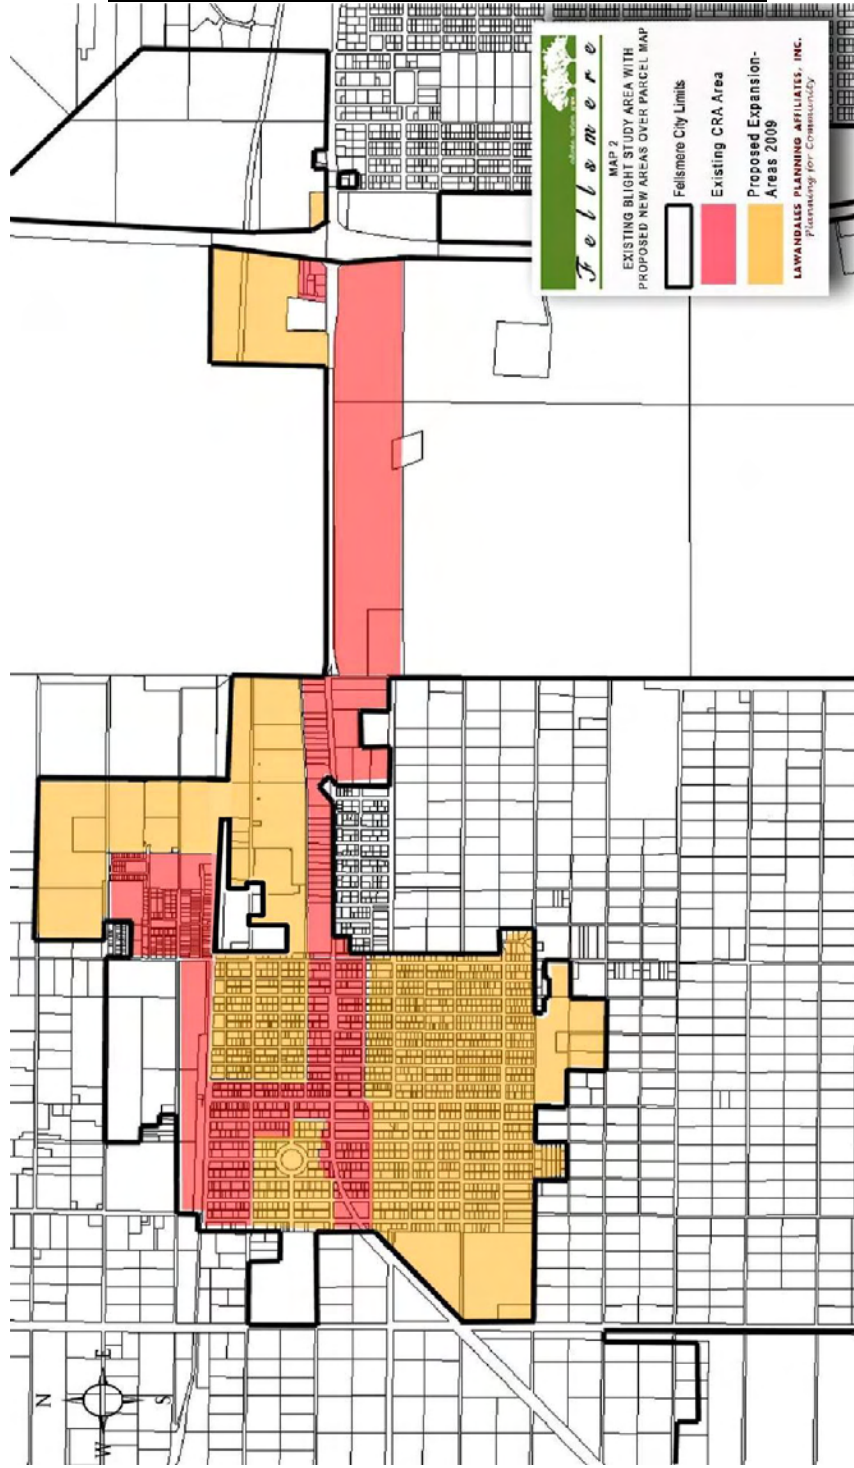 Fellsmere
MAP 2
EXISTING BLIGHT STUDY AREA WITH
PROPOSED NEW AREAS OVER PARCEL MAP
Fellsmere City Limits
Existing CRA Area
Proposed Expansion-
Areas 2009
LAWANDALES PLANNING AFFILIATES, INC.
Planning for Community
N
E
S
W